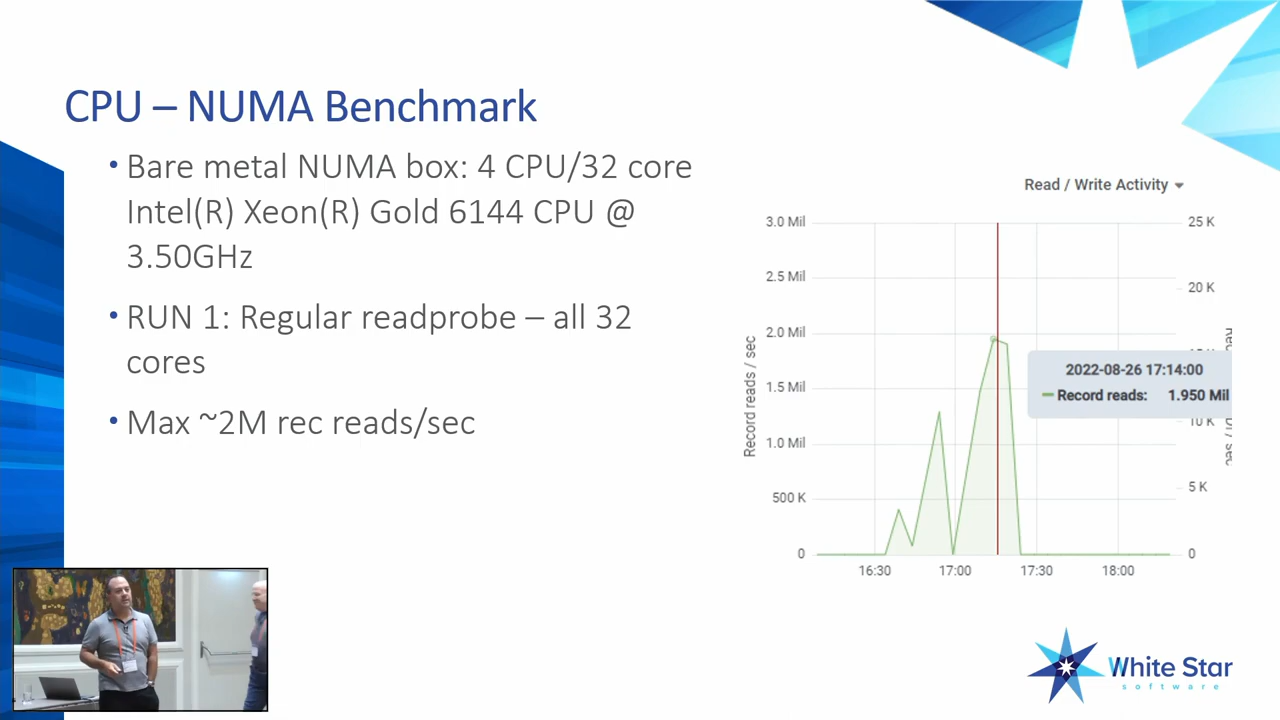 CPU – NUMA Benchmark
• Bare metal NUMA box: 4 CPU/32 core
Intel(R) Xeon(R) Gold 6144 CPU @
3.50GHz
• RUN 1: Regular readprobe – all 32
cores
• Max ~2M rec reads/sec
Read / Write Activity
3.0 Mil
2.5 Mil
2.0 Mil
1.5 Mil
1.0 Mil
500 K
0
Record reads / sec
25 K
20 K
10 K
5 K
0
2022-08-26 17:14:00
Record reads: 1.950 Mil
16:30 17:00 17:30 18:00
White Star
software